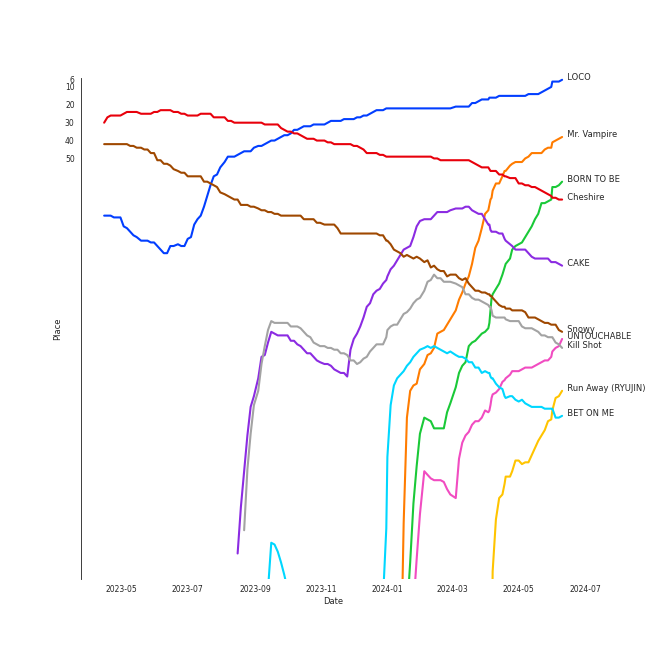 6
10
20
30
40
50
Place
LOCO
Mr. Vampire
BORN TO BE
Cheshire
CAKE
Snowy
UNTOUCHABLE
Kill Shot
Run Away (RYUJIN)
BET ON ME
2023-05 2023-07 2023-09 2023-11 2024-01 2024-03 2024-05 2024-07
Date